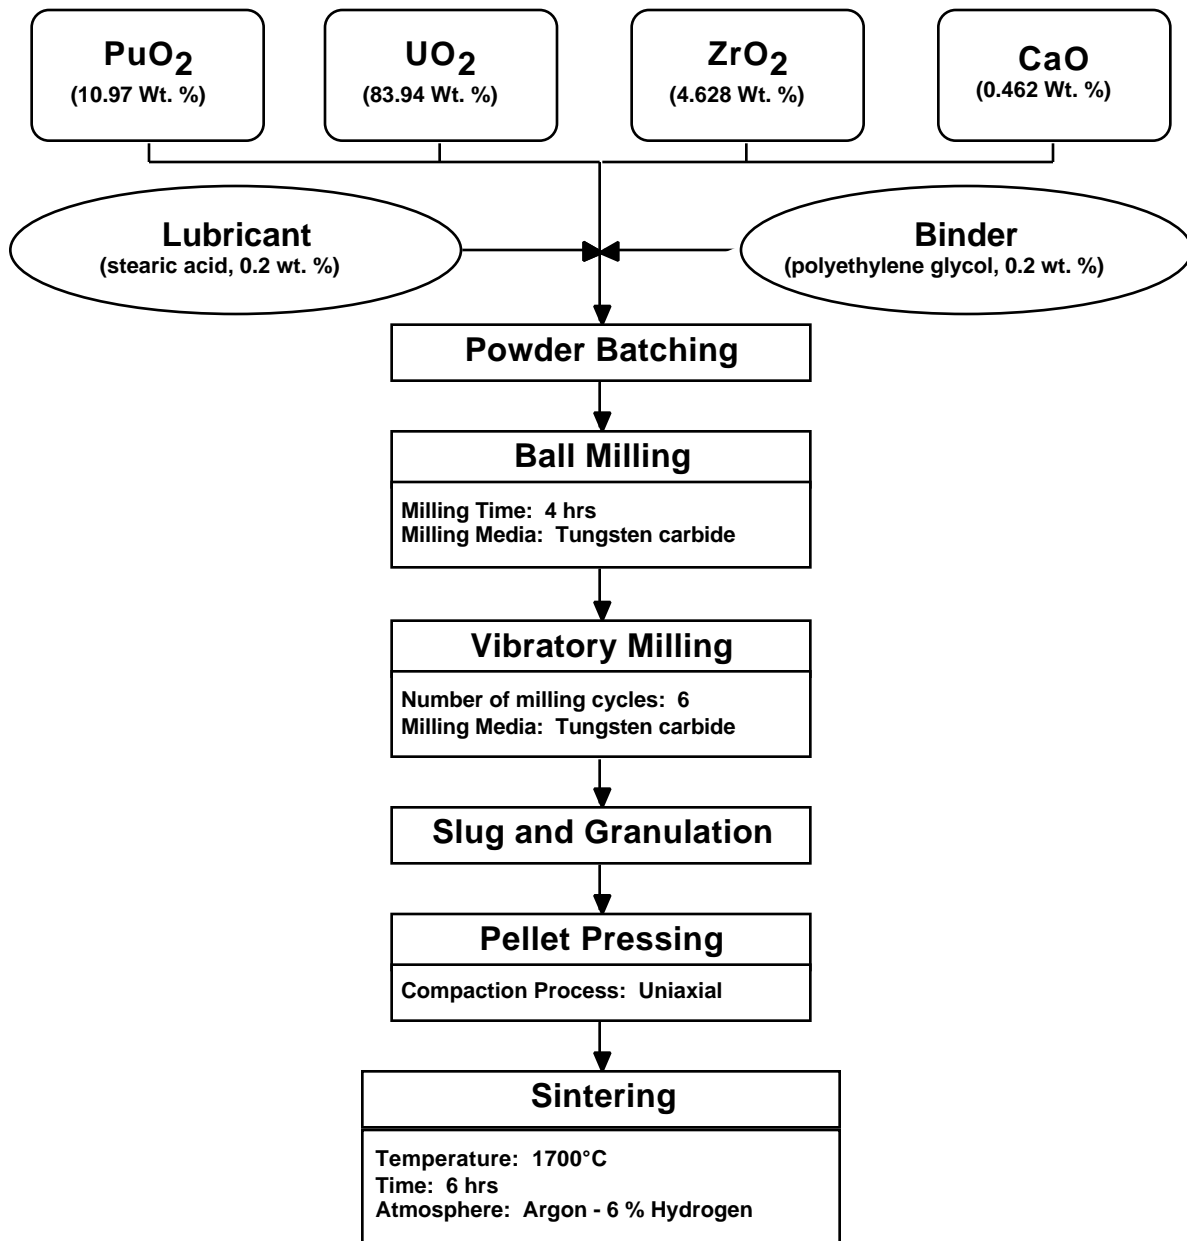 PuO2
(10.97 Wt. %)
UO2
(83.94 Wt. %)
ZrO2
(4.628 Wt. %)
CaO
(0.462 Wt. %)
Lubricant
(stearic acid, 0.2 wt. %)
Binder
(polyethylene glycol, 0.2 wt. %)
Powder Batching
Ball Milling
Milling Time: 4 hrs
Milling Media: Tungsten carbide
Vibratory Milling
Number of milling cycles: 6
Milling Media: Tungsten carbide
Slug and Granulation
Pellet Pressing
Compaction Process: Uniaxial
Sintering
Temperature: 1700°C
Time: 6 hrs
Atmosphere: Argon - 6 % Hydrogen